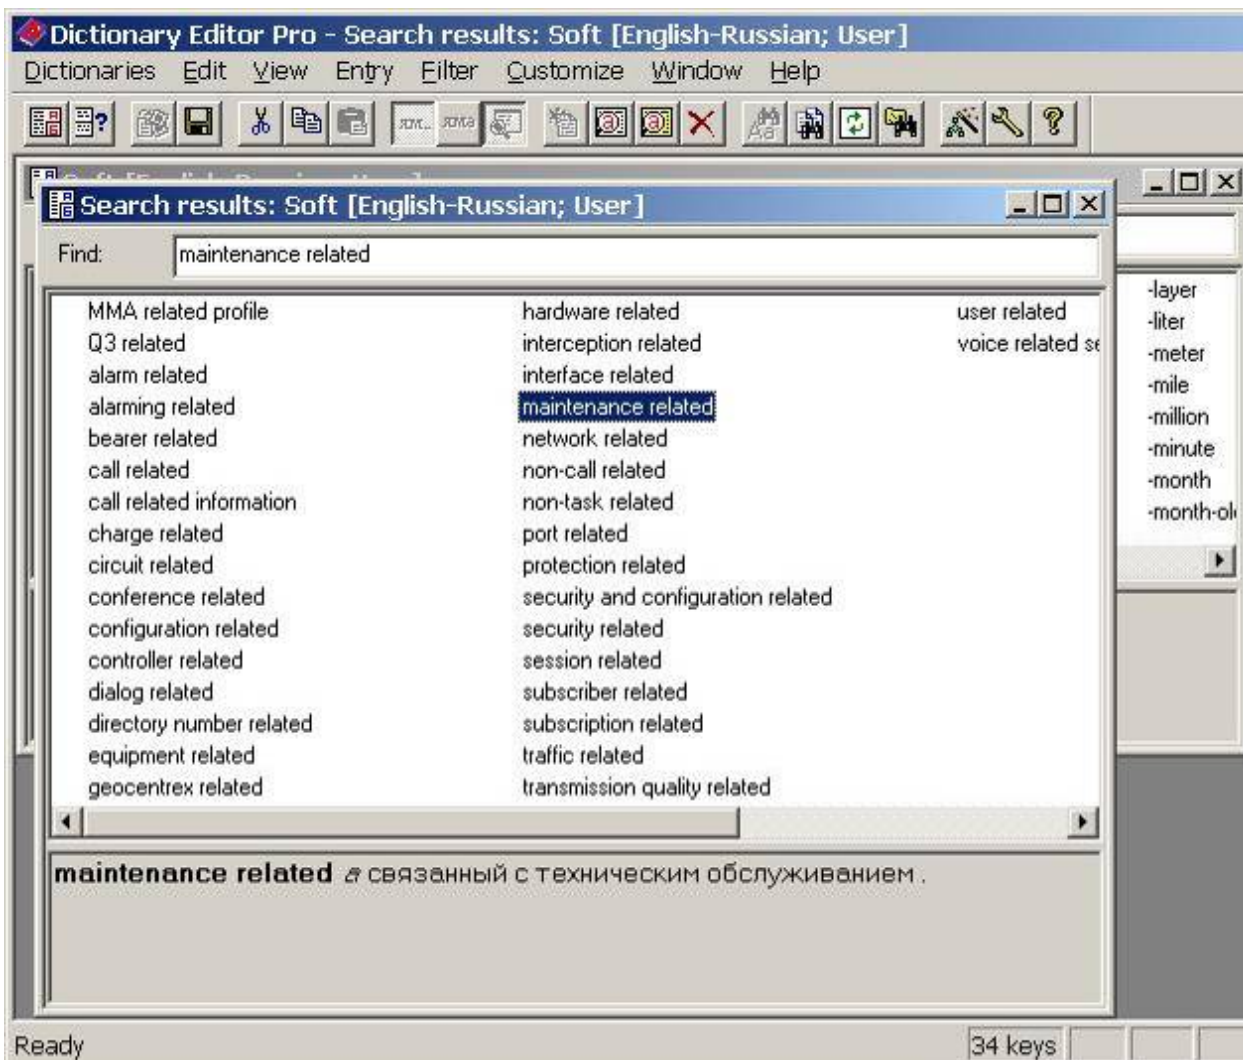 Dictionary Editor Pro - Search results: Soft [English-Russian; User]
Dictionaries Edit View Entry Filter Customize Window Help
Search results: Soft [English-Russian; User]
Find: maintenance related
MMA related profile
Q3 related
alarm related
alarming related
bearer related
call related
call related information
charge related
circuit related
conference related
configuration related
controller related
dialog related
directory number related
equipment related
geocentrex related
hardware related
interception related
interface related
maintenance related
network related
non-call related
non-task related
port related
protection related
security and configuration related
security related
session related
subscriber related
subscription related
traffic related
transmission quality related
user related
voice related
-layer
-liter
-meter
-mile
-million
-minute
-month
maintenance related a связанный с техническим обслуживанием .
Ready
34 keys